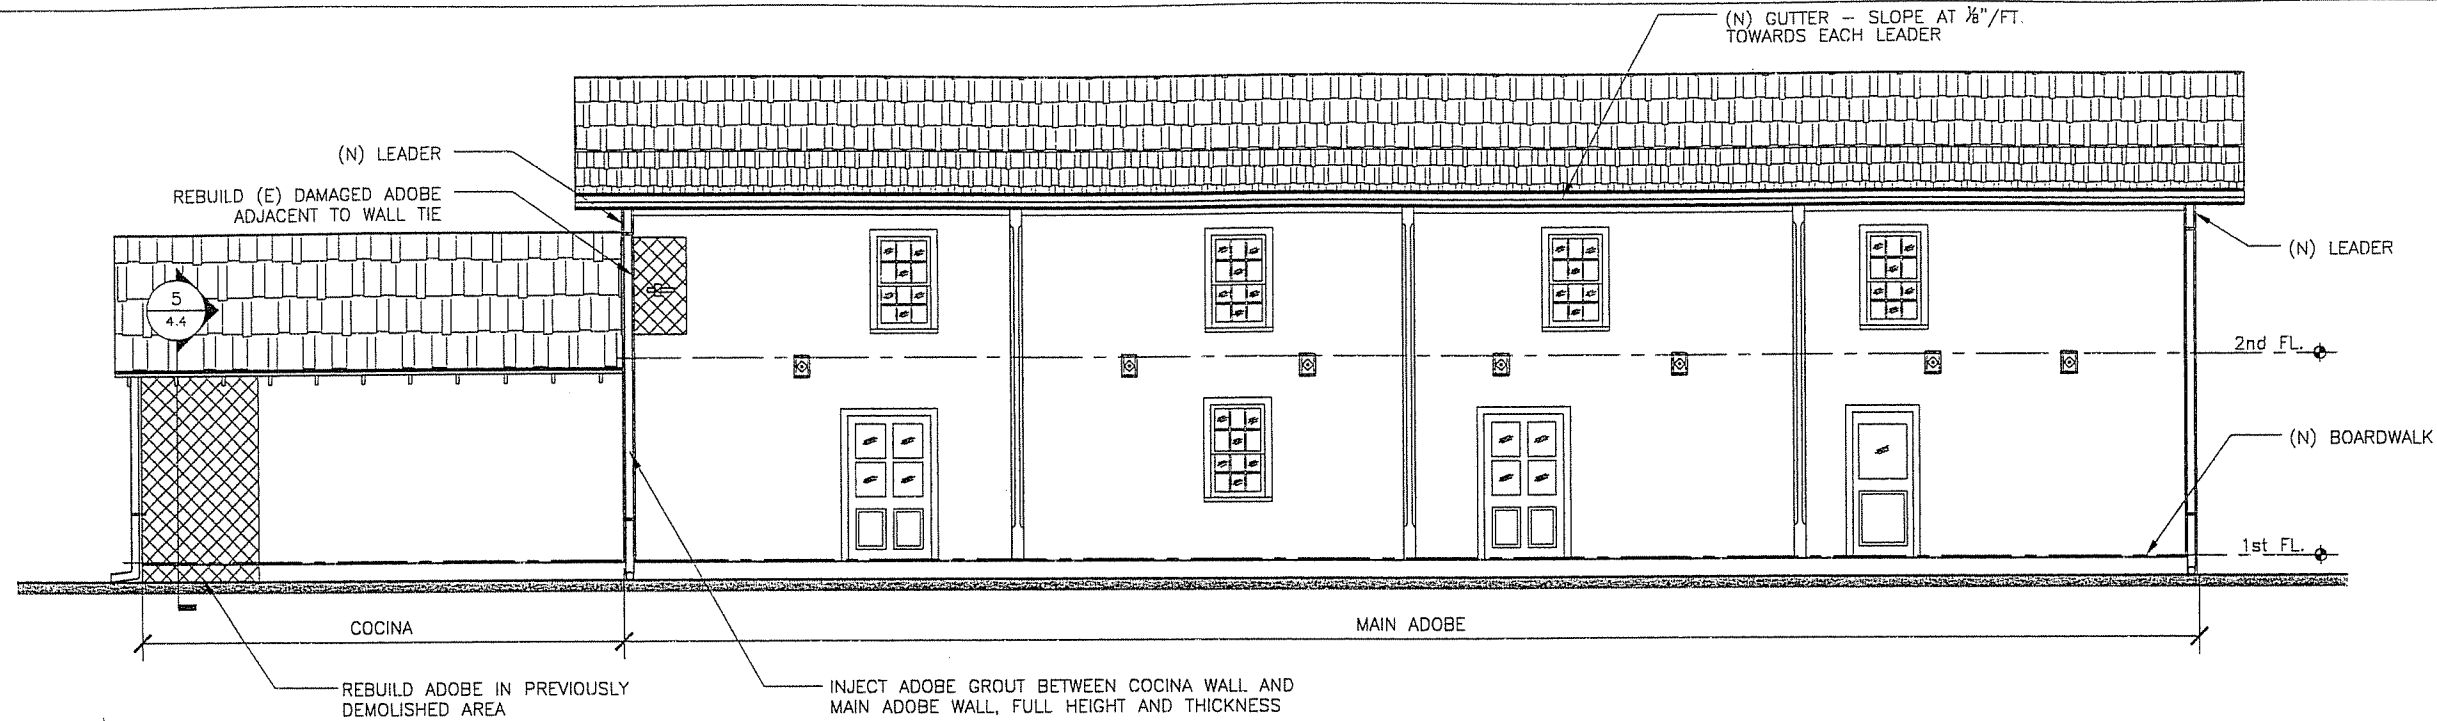 (N) GUTTER – SLOPE AT ⅛"/FT.
TOWARDS EACH LEADER
(N) LEADER
REBUILD (E) DAMAGED ADOBE
ADJACENT TO WALL TIE
(N) LEADER
5
4.4
2nd FL.
(N) BOARDWALK
1st FL.
COCINA
MAIN ADOBE
REBUILD ADOBE IN PREVIOUSLY
DEMOLISHED AREA
INJECT ADOBE GROUT BETWEEN COCINA WALL AND
MAIN ADOBE WALL, FULL HEIGHT AND THICKNESS